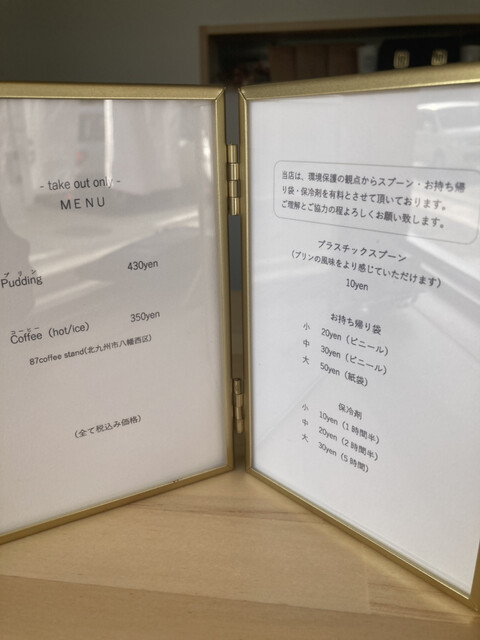 - take out only -
MENU
プリン
Pudding 430yen
コーヒー
Coffee (hot/ice) 350yen
87coffee stand(北九州市八幡西区)
(全て税込み価格)
当店は、環境保護の観点からスプーン・お持ち帰
り袋・保冷剤を有料とさせて頂いております。
ご理解とご協力の程よろしくお願い致します。
プラスチックスプーン
(プリンの風味をより感じていただけます)
10yen
お持ち帰り袋
小 20yen (ビニール)
中 30yen (ビニール)
大 50yen (紙袋)
保冷剤
小 10yen (1時間半)
中 20yen (2時間半)
大 30yen (5時間)